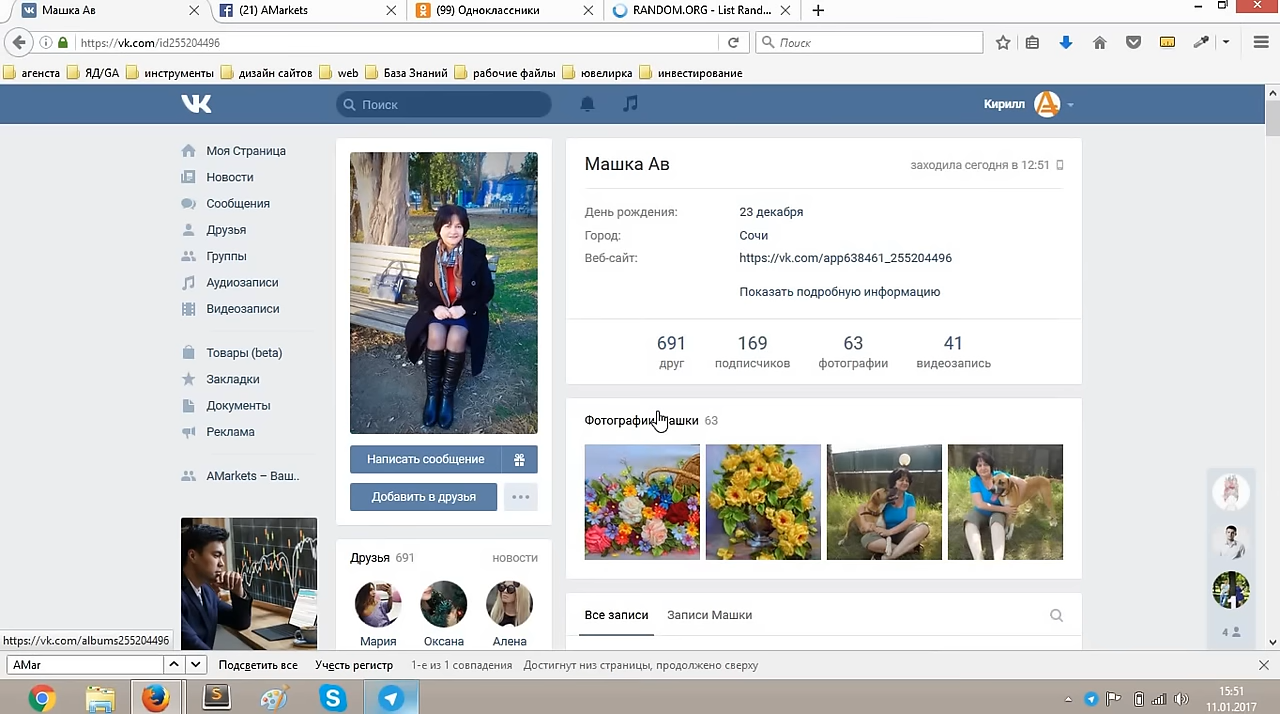 Машка Ав
(21) AMarkets
(99) Одноклассники
RANDOM.ORG - List Rand...
https://vk.com/id255204496
Поиск
агенста
ЯД/GA
инструменты
дизайн сайтов
web
База Знаний
рабочие файлы
ювелирка
инвестирование
Поиск
Кирилл
Моя Страница
Новости
Сообщения
Друзья
Группы
Аудиозаписи
Видеозаписи
Товары (beta)
Закладки
Документы
Реклама
AMarkets – Ваш..
Написать сообщение
Добавить в друзья
Друзья 691 новости
Мария Оксана Алена
Машка Ав
заходила сегодня в 12:51
День рождения: 23 декабря
Город: Сочи
Веб-сайт: https://vk.com/app638461_255204496
Показать подробную информацию
691 169 63 41
друг подписчиков фотографии видеозапись
Фотографии Машки 63
Все записи Записи Машки
4
https://vk.com/albums255204496
AMar
Подсветить все
Учесть регистр
1-е из 1 совпадения
Достигнут низ страницы, продолжено сверху
15:51
11.01.2017